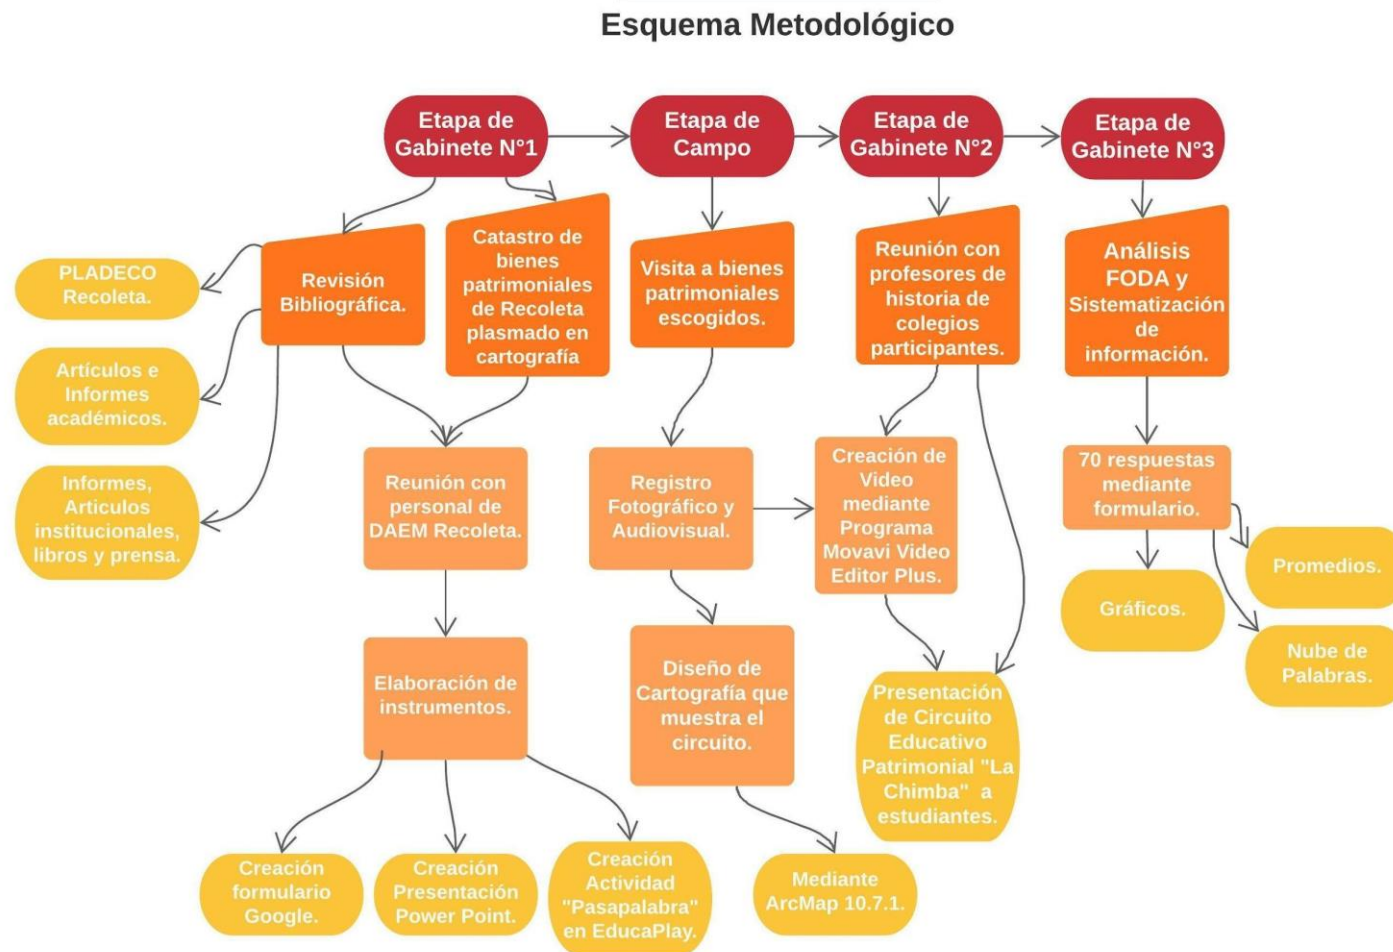 Esquema Metodológico
Etapa de
Gabinete N°1
Etapa de
Campo
Etapa de
Gabinete N°2
Etapa de
Gabinete N°3
PLADECO
Recoleta.
Artículos e
Informes
académicos.
Informes,
Articulos
institucionales,
libros y prensa.
Revisión
Bibliográfica.
Catastro de
bienes
patrimoniales
de Recoleta
plasmado en
cartografía
Visita a bienes
patrimoniales
escogidos.
Reunión con
profesores de
historia de
colegios
participantes.
Análisis
FODA y
Sistematización
de
información.
Reunión con
personal de
DAEM Recoleta.
Registro
Fotográfico y
Audiovisual.
Creación de
Video
mediante
Programa
Movavi Video
Editor Plus.
70 respuestas
mediante
formulario.
Promedios.
Gráficos.
Nube de
Palabras.
Elaboración de
instrumentos.
Diseño de
Cartografía que
muestra el
circuito.
Presentación
de Circuito
Educativo
Patrimonial "La
Chimba" a
estudiantes.
Creación
formulario
Google.
Creación
Presentación
Power Point.
Creación
Actividad
"Pasapalabra"
en EducaPlay.
Mediante
ArcMap 10.7.1.